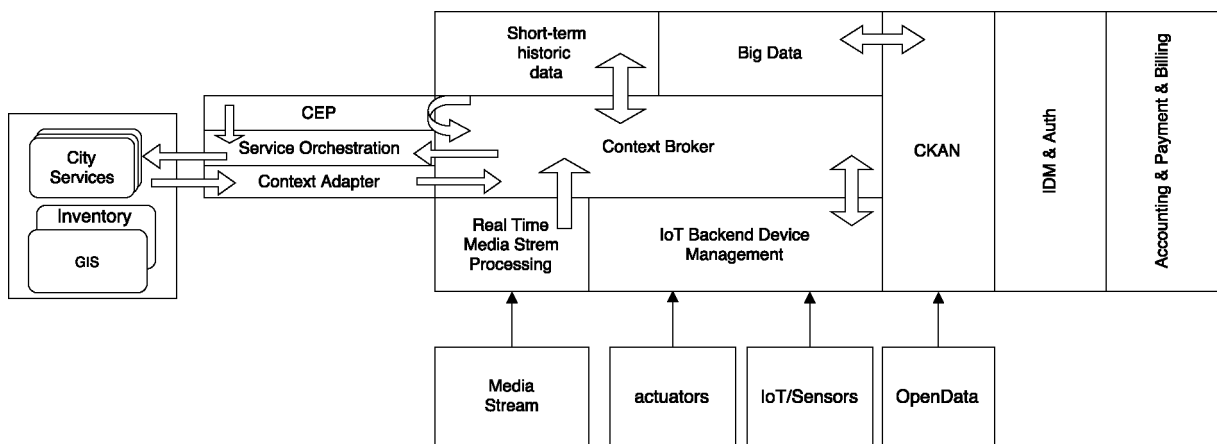 Short-term
historic
data
Big Data
CEP
Service Orchestration
Context Adapter
City
Services
Inventory
GIS
Context Broker
CKAN
IDM & Auth
Accounting & Payment & Billing
Real Time
Media Strem
Processing
IoT Backend Device
Management
Media
Stream
actuators
IoT/Sensors
OpenData